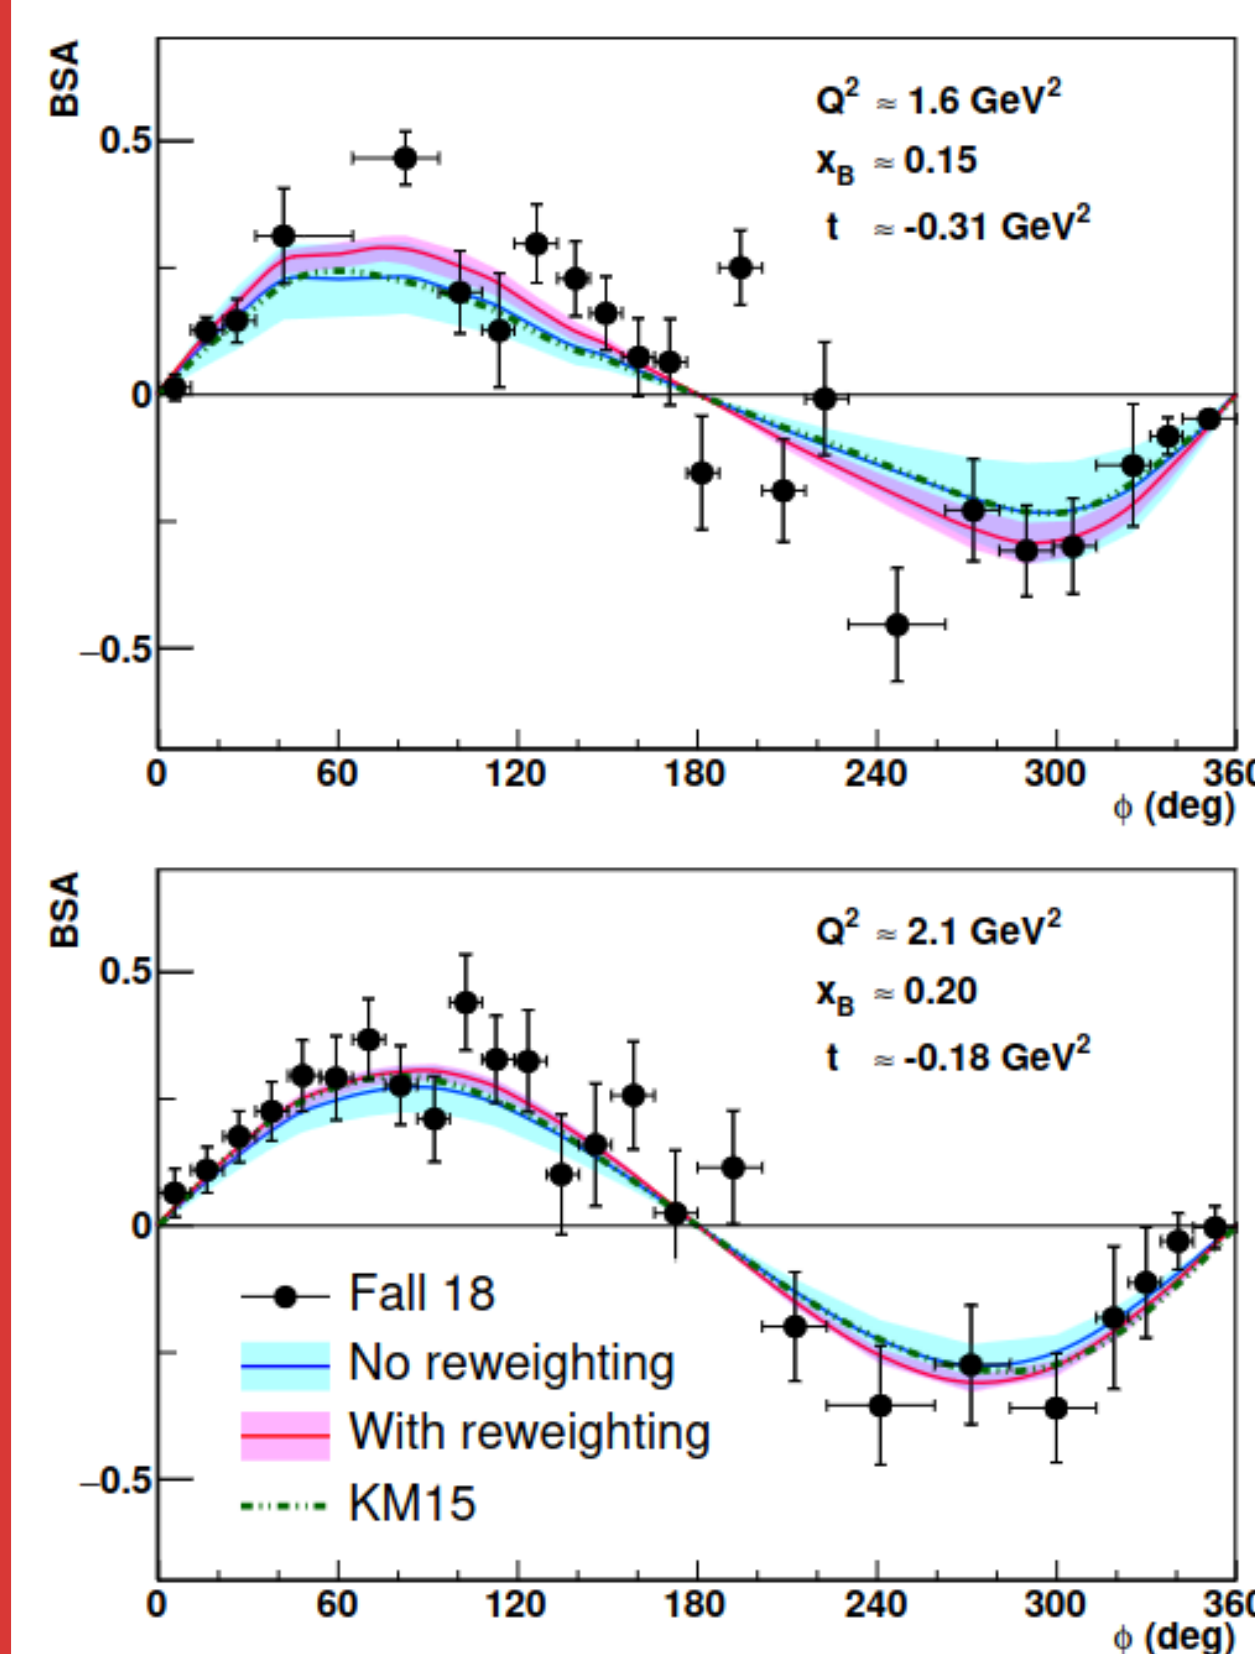 BSA
Q² ≈ 1.6 GeV²
0.5
x_B ≈ 0.15
t ≈ -0.31 GeV²
0
−0.5
0 60 120 180 240 300 360
ϕ (deg)
BSA
Q² ≈ 2.1 GeV²
0.5
x_B ≈ 0.20
t ≈ -0.18 GeV²
0
Fall 18
No reweighting
With reweighting
−0.5
KM15
0 60 120 180 240 300 360
ϕ (deg)